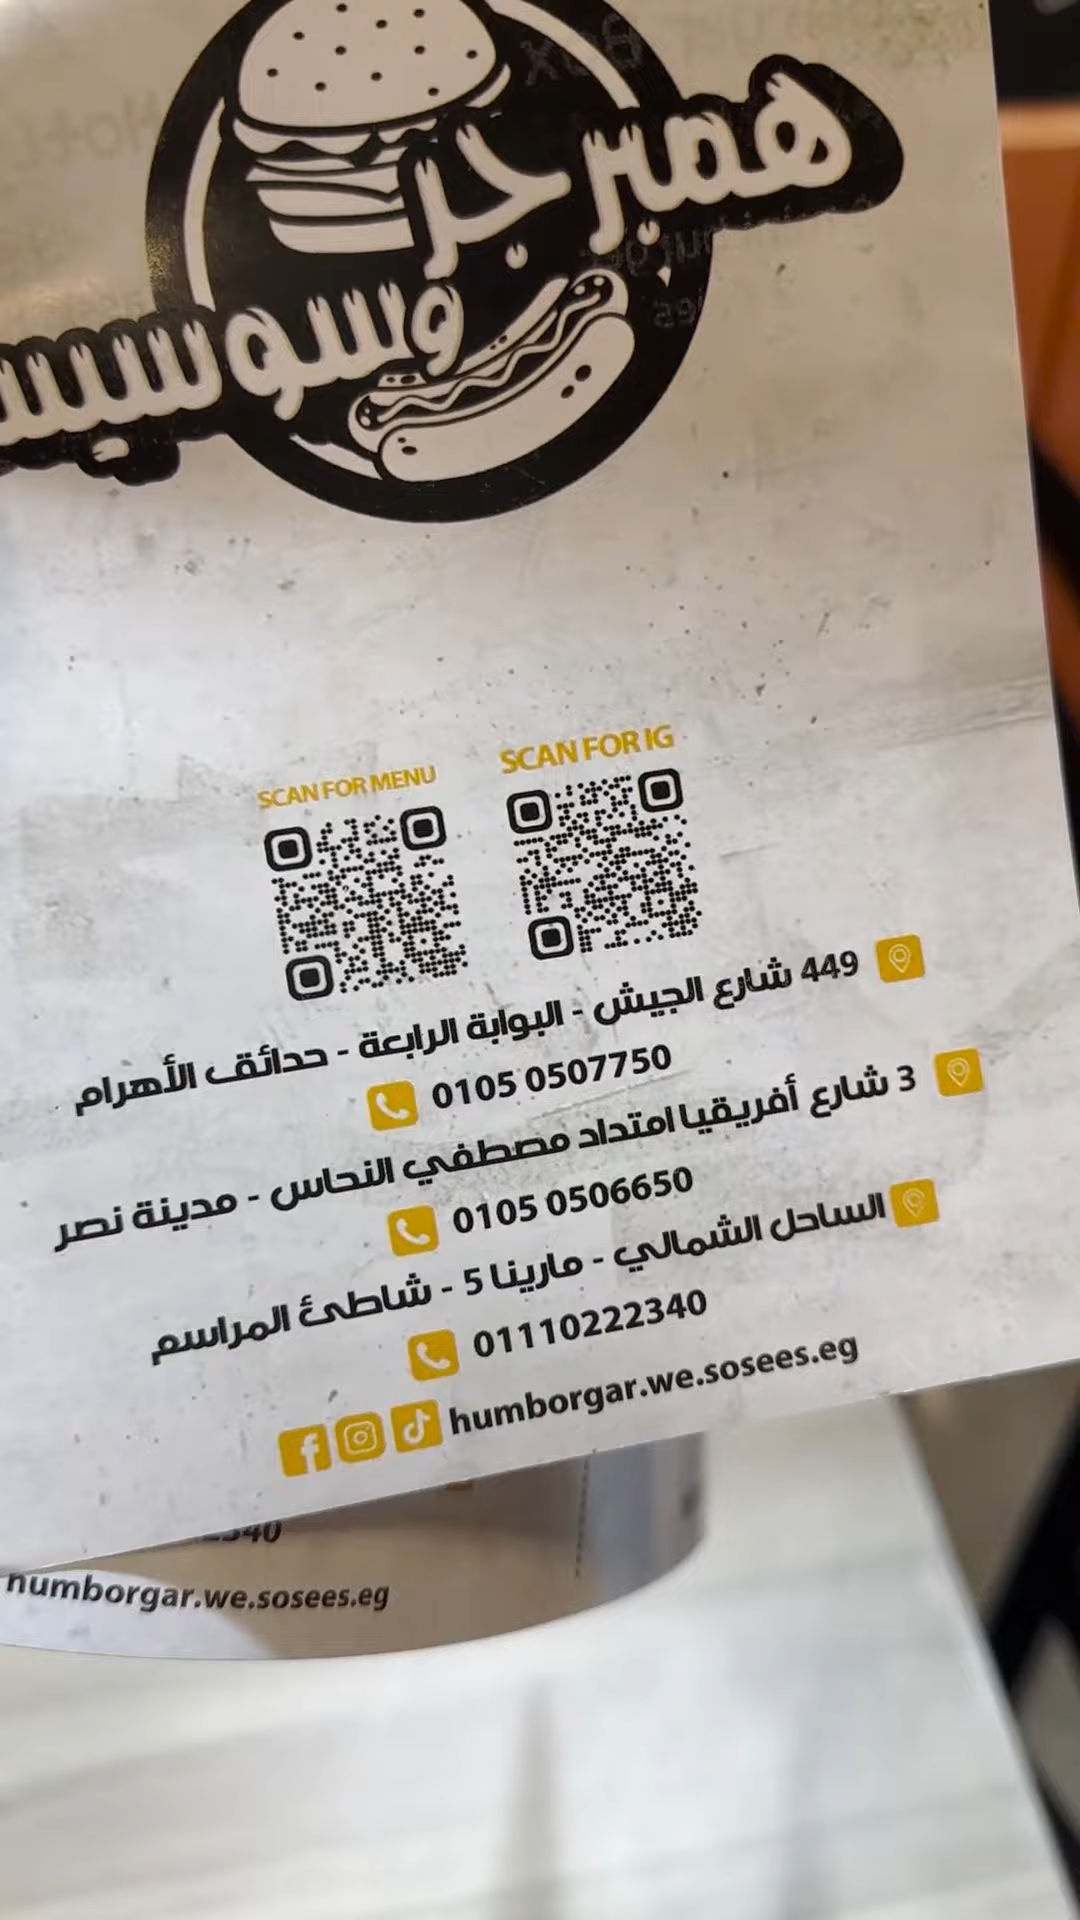 همبرجر
SCAN FOR MENU
SCAN FOR IG
449 شارع الجيش - البوابة الرابعة - حدائق الأهرام
0105 0507750
3 شارع أفريقيا امتداد مصطفي النحاس - مدينة نصر
0105 0506650
الساحل الشمالي - مارينا 5 - شاطئ المراسم
01110222340
humborgar.we.sosees.eg
humborgar.we.sosees.eg